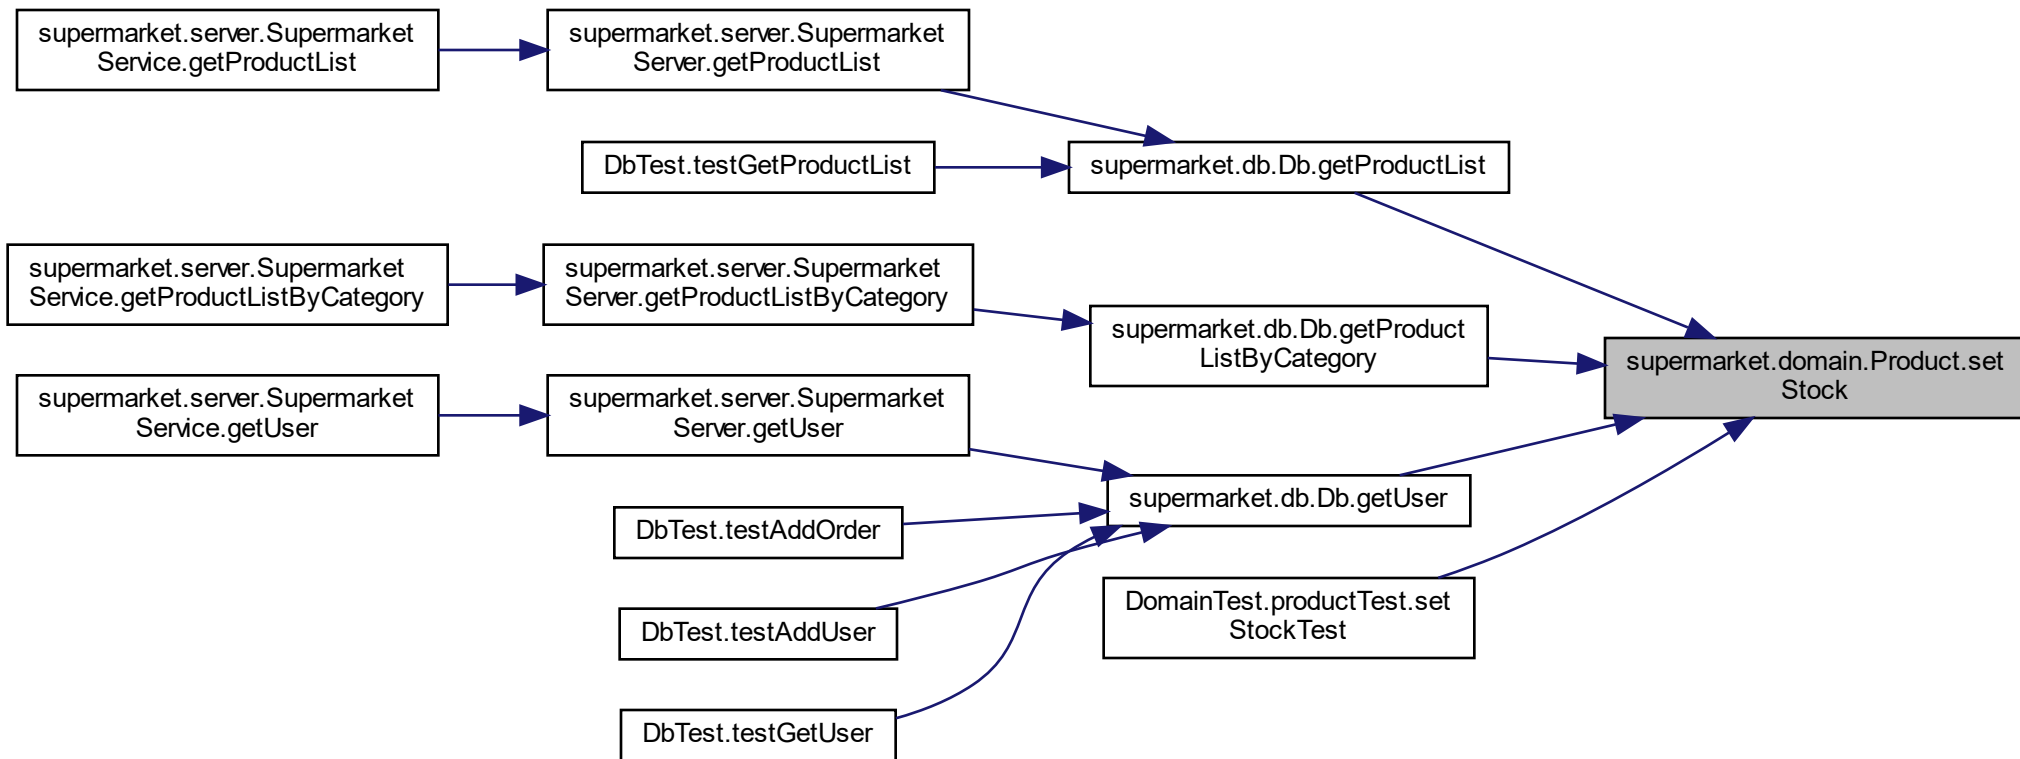 supermarket.server.Supermarket
Service.getProductList
supermarket.server.Supermarket
Server.getProductList
DbTest.testGetProductList
supermarket.db.Db.getProductList
supermarket.server.Supermarket
Service.getProductListByCategory
supermarket.server.Supermarket
Server.getProductListByCategory
supermarket.db.Db.getProduct
ListByCategory
supermarket.domain.Product.set
Stock
supermarket.server.Supermarket
Service.getUser
supermarket.server.Supermarket
Server.getUser
supermarket.db.Db.getUser
DbTest.testAddOrder
DomainTest.productTest.set
StockTest
DbTest.testAddUser
DbTest.testGetUser